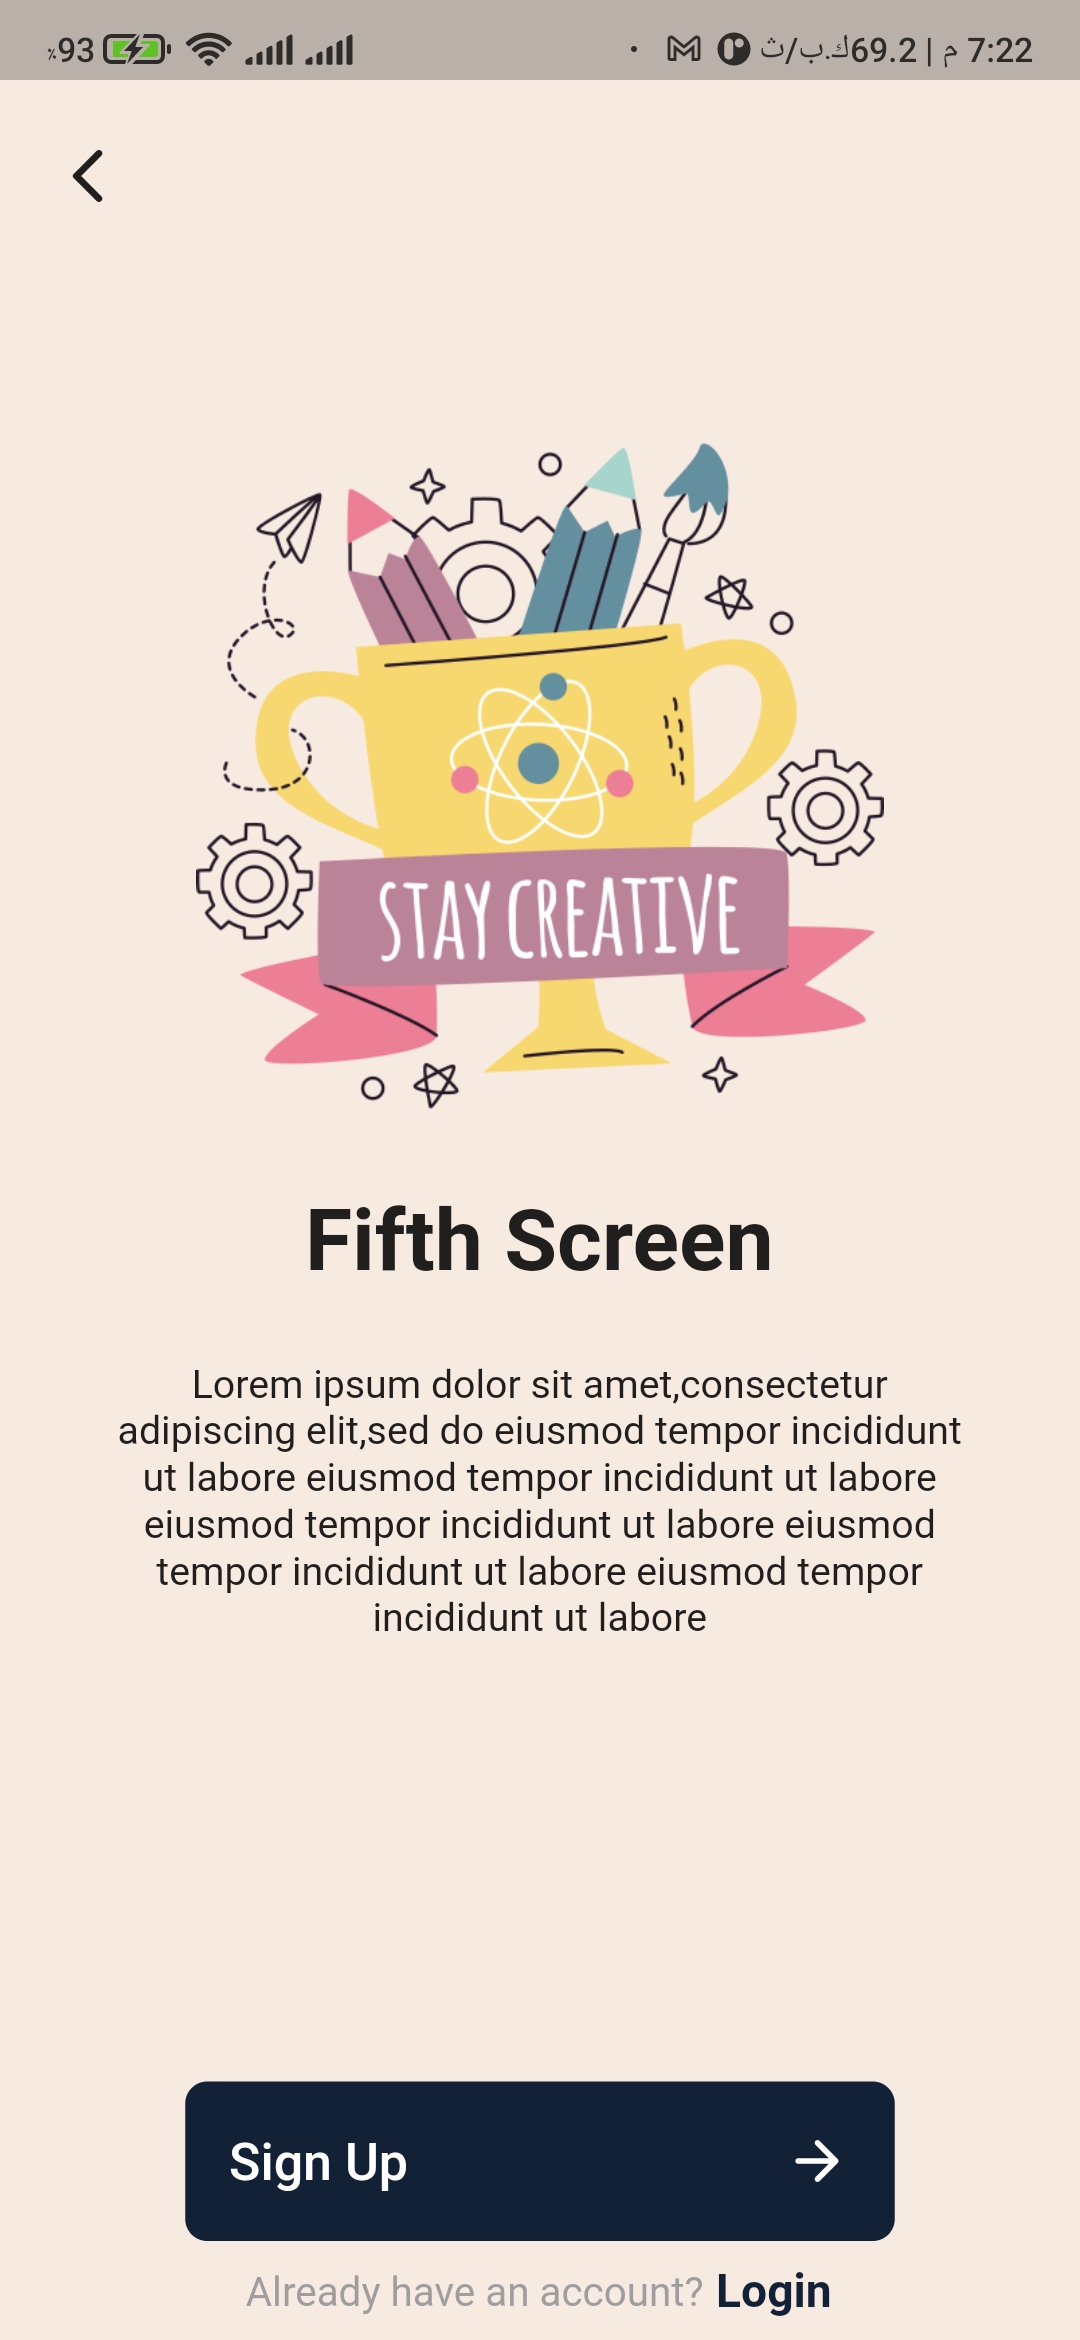 ٪93 69.2ك.ب/ث | م 7:22
STAY CREATIVE
Fifth Screen
Lorem ipsum dolor sit amet,consectetur
adipiscing elit,sed do eiusmod tempor incididunt
ut labore eiusmod tempor incididunt ut labore
eiusmod tempor incididunt ut labore eiusmod
tempor incididunt ut labore eiusmod tempor
incididunt ut labore
Sign Up
Already have an account? Login